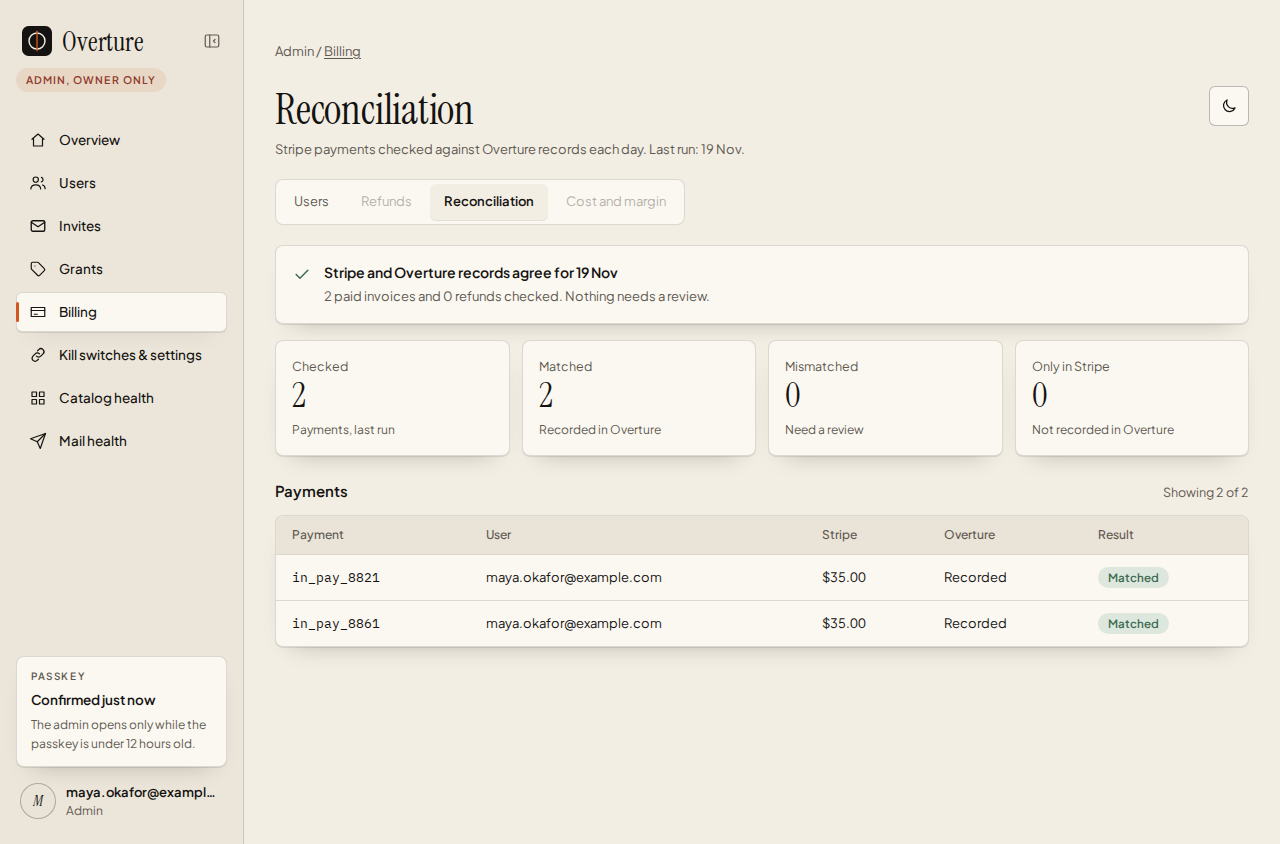 Overture
ADMIN, OWNER ONLY
Overview
Users
Invites
Grants
Billing
Kill switches & settings
Catalog health
Mail health
PASSKEY
Confirmed just now
The admin opens only while the
passkey is under 12 hours old.
M
maya.okafor@exampl…
Admin
Admin / Billing
Reconciliation
Stripe payments checked against Overture records each day. Last run: 19 Nov.
Users Refunds Reconciliation Cost and margin
Stripe and Overture records agree for 19 Nov
2 paid invoices and 0 refunds checked. Nothing needs a review.
Checked
2
Payments, last run
Matched
2
Recorded in Overture
Mismatched
0
Need a review
Only in Stripe
0
Not recorded in Overture
Payments
Showing 2 of 2
Payment User Stripe Overture Result
in_pay_8821 maya.okafor@example.com $35.00 Recorded Matched
in_pay_8861 maya.okafor@example.com $35.00 Recorded Matched